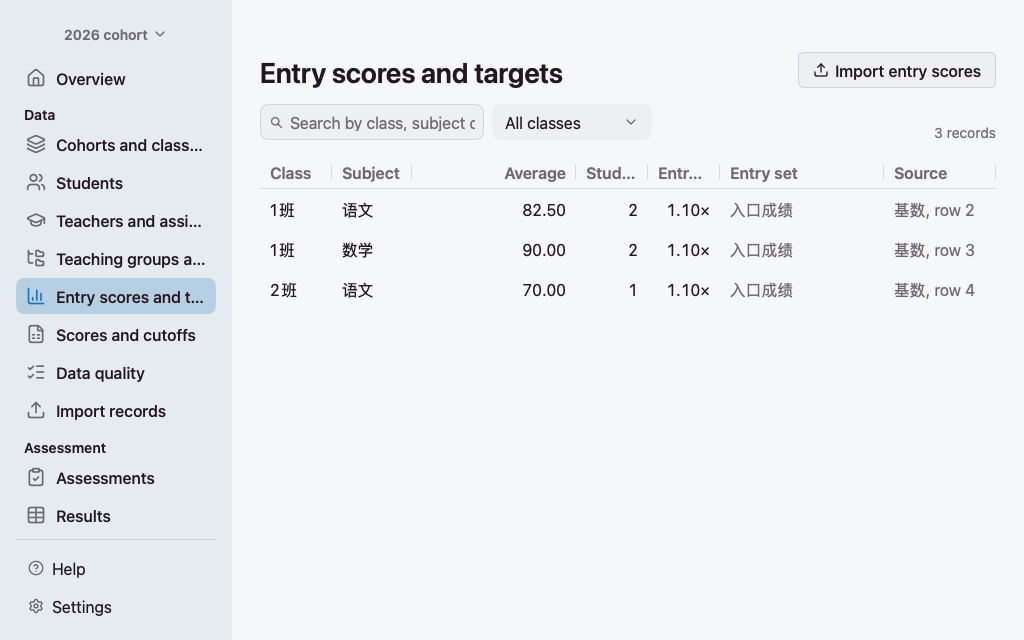 2026 cohort
Overview
Data
Cohorts and class...
Students
Teachers and assi...
Teaching groups a...
Entry scores and t...
Scores and cutoffs
Data quality
Import records
Assessment
Assessments
Results
Help
Settings
Entry scores and targets
Import entry scores
Search by class, subject o
All classes
3 records
Class Subject Average Stud... Entr... Entry set Source
1班 语文 82.50 2 1.10× 入口成绩 基数, row 2
1班 数学 90.00 2 1.10× 入口成绩 基数, row 3
2班 语文 70.00 1 1.10× 入口成绩 基数, row 4